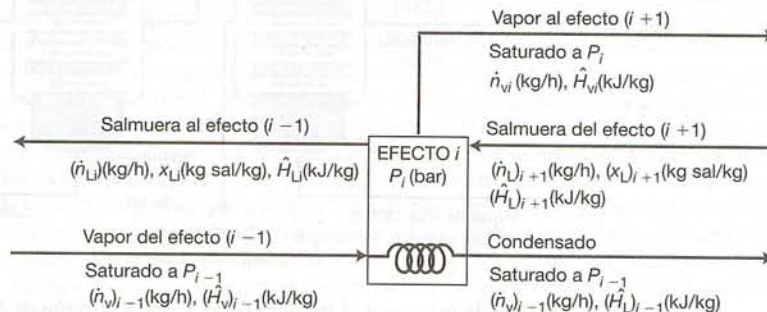 Vapor al efecto (i +1)
Saturado a Pi
ṅvi (kg/h), Ĥvi(kJ/kg)
Salmuera al efecto (i −1)
Salmuera del efecto (i +1)
EFECTO i
Pi (bar)
(ṅLi)(kg/h), xLi(kg sal/kg), ĤLi(kJ/kg)
(ṅL)i+1(kg/h), (xL)i+1(kg sal/kg)
(ĤL)i+1(kJ/kg)
Vapor del efecto (i −1)
Condensado
Saturado a Pi−1
(ṅv)i−1(kg/h), (Ĥv)i−1(kJ/kg)
Saturado a Pi−1
(ṅv)i−1(kg/h), (ĤL)i−1(kJ/kg)